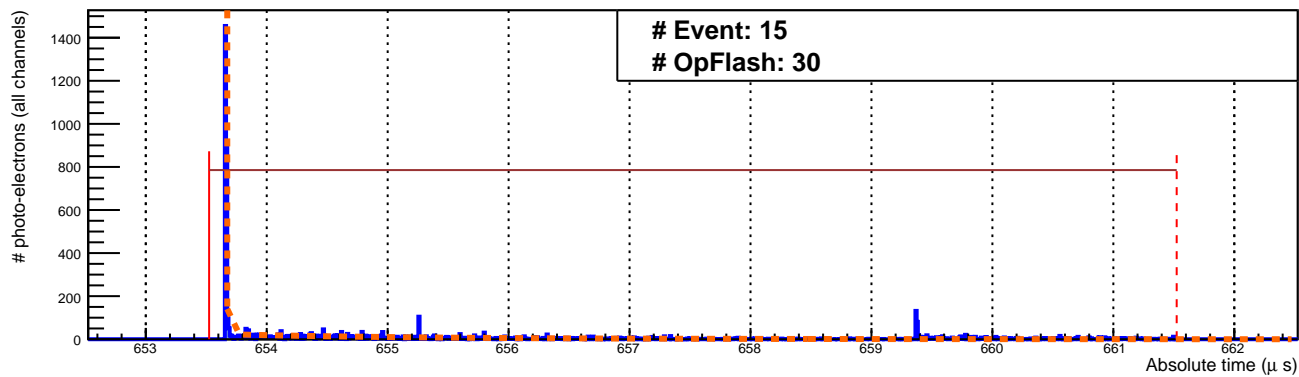 # Event: 15
# OpFlash: 30
# photo-electrons (all channels)
1400
1200
1000
800
600
400
200
0
653 654 655 656 657 658 659 660 661 662
Absolute time (μ s)